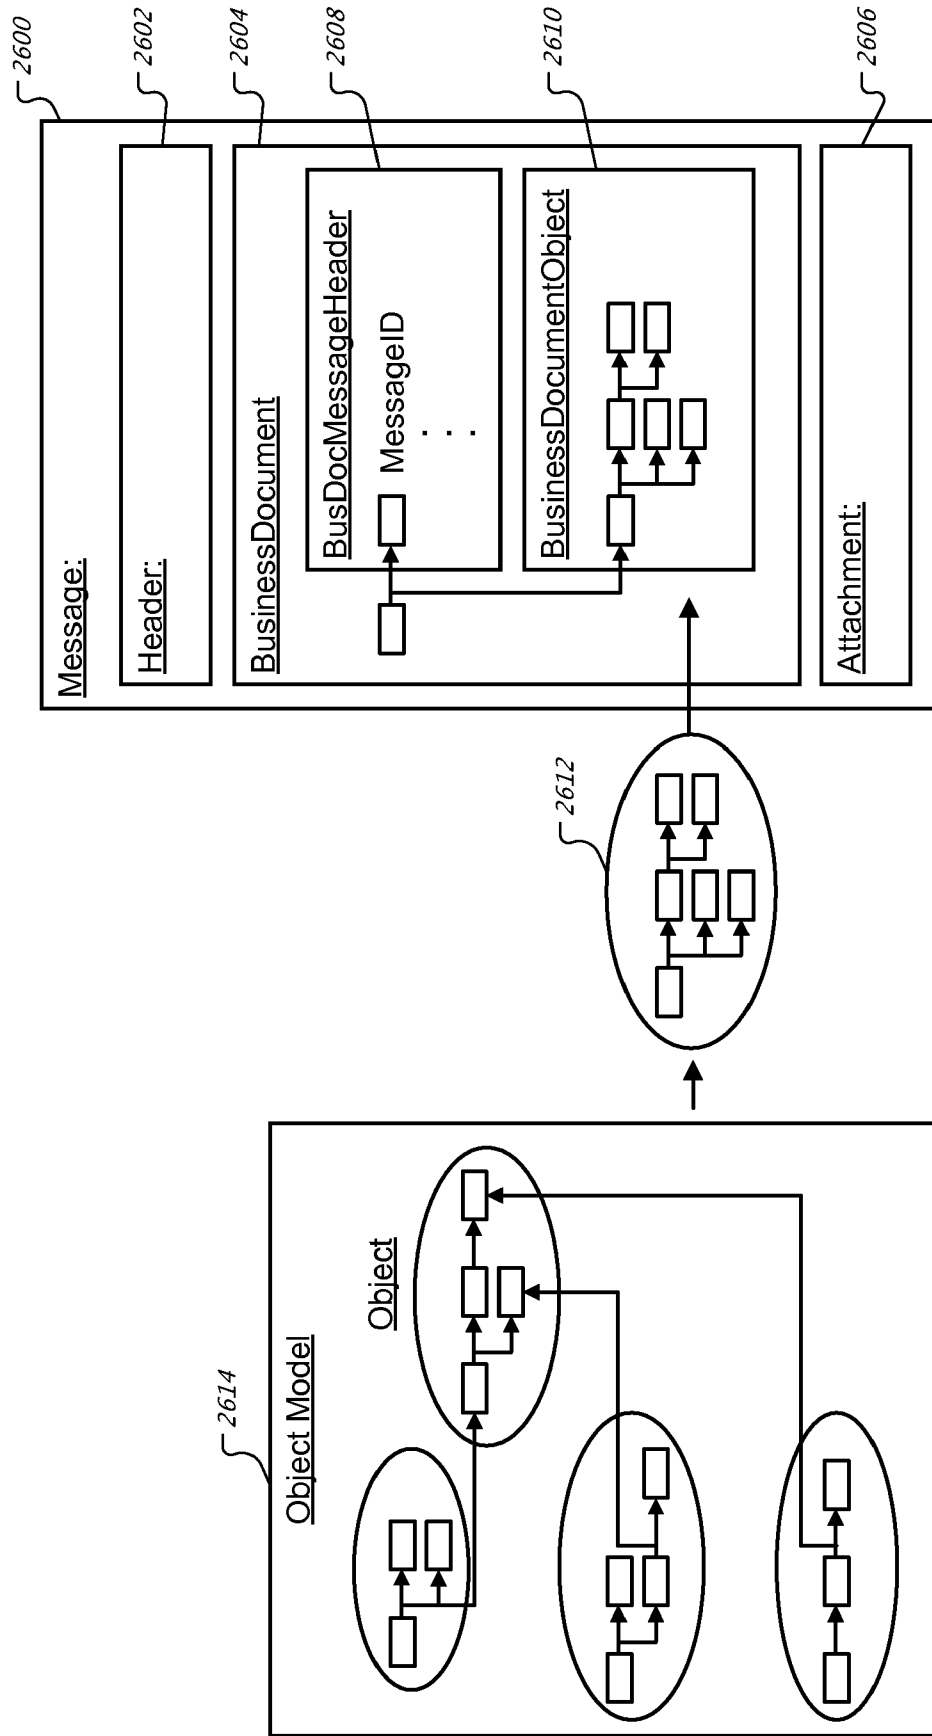 Object Model
2614
Object
2612
Message:
2600
Header:
2602
BusinessDocument
2604
BusDocMessageHeader
2608
MessageID
. . .
BusinessDocumentObject
2610
Attachment:
2606